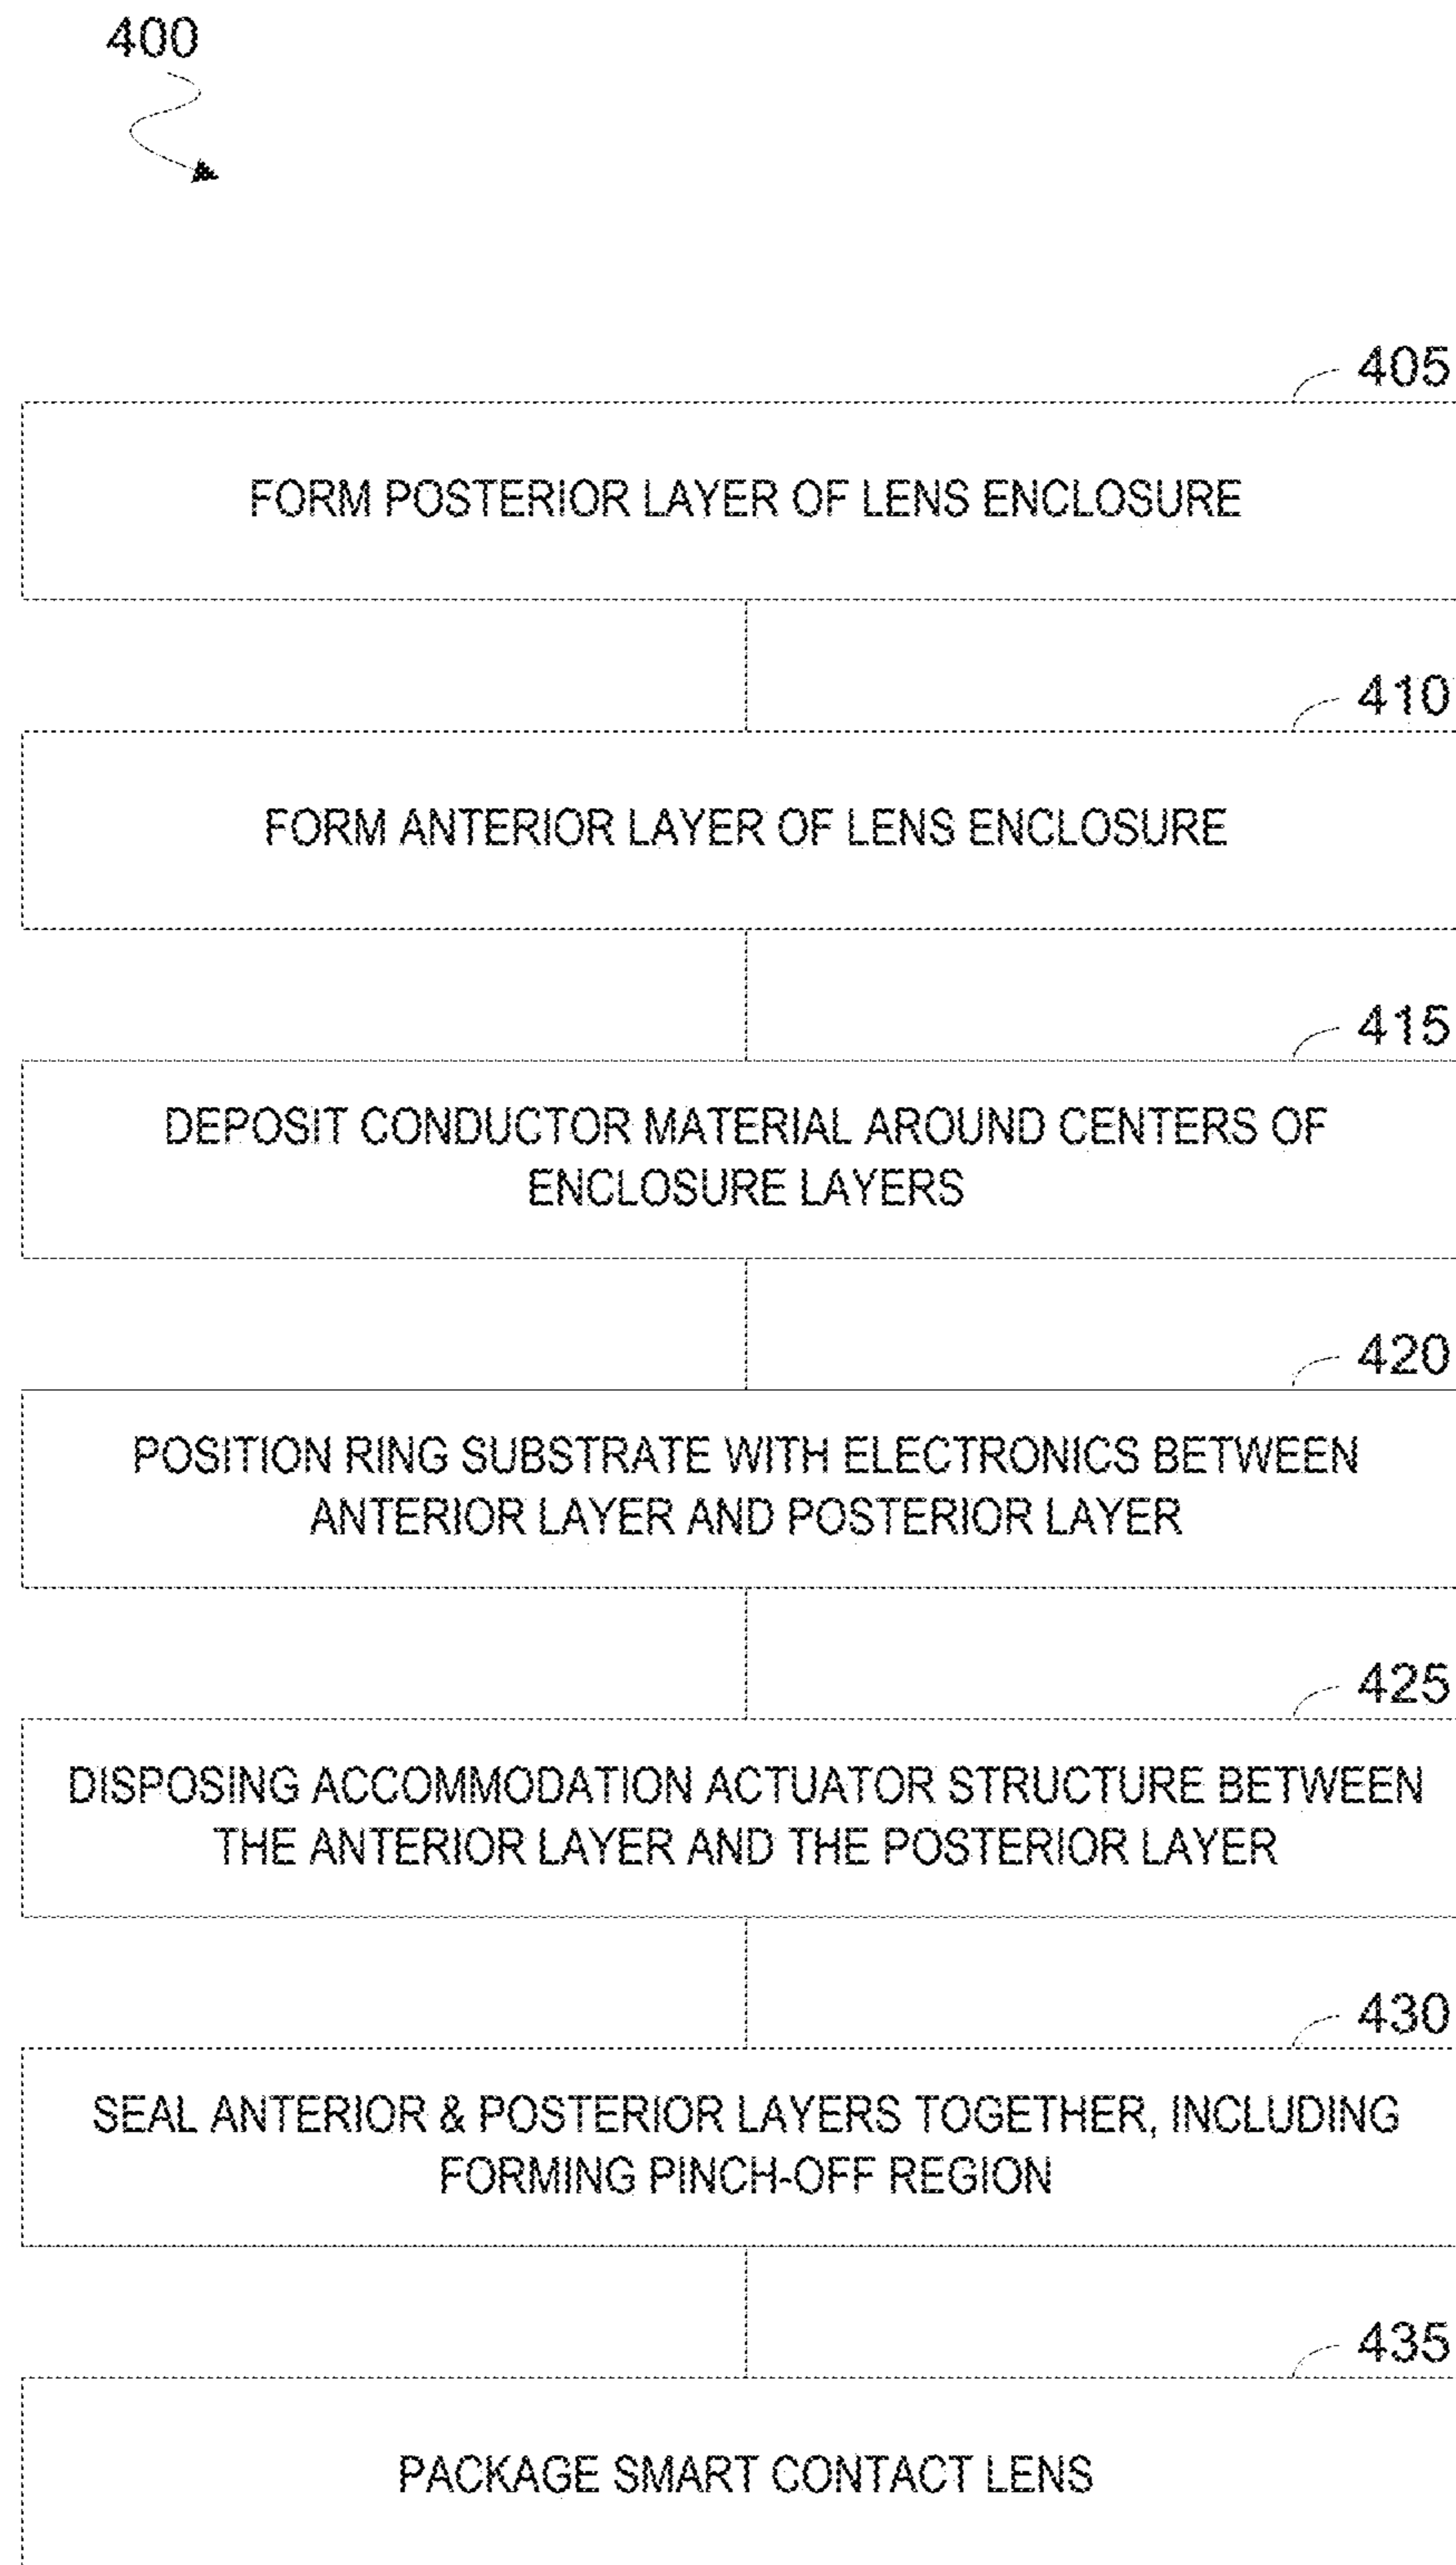 400
405
FORM POSTERIOR LAYER OF LENS ENCLOSURE
410
FORM ANTERIOR LAYER OF LENS ENCLOSURE
415
DEPOSIT CONDUCTOR MATERIAL AROUND CENTERS OF
ENCLOSURE LAYERS
420
POSITION RING SUBSTRATE WITH ELECTRONICS BETWEEN
ANTERIOR LAYER AND POSTERIOR LAYER
425
DISPOSING ACCOMMODATION ACTUATOR STRUCTURE BETWEEN
THE ANTERIOR LAYER AND THE POSTERIOR LAYER
430
SEAL ANTERIOR & POSTERIOR LAYERS TOGETHER, INCLUDING
FORMING PINCH-OFF REGION
435
PACKAGE SMART CONTACT LENS